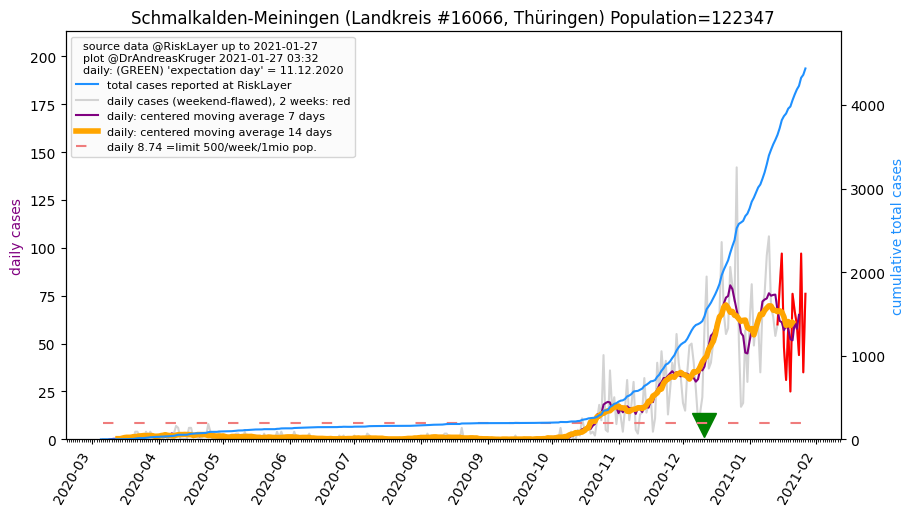 Schmalkalden-Meiningen (Landkreis #16066, Thüringen) Population=122347
source data @RiskLayer up to 2021-01-27
plot @DrAndreasKruger 2021-01-27 03:32
daily: (GREEN) 'expectation day' = 11.12.2020
total cases reported at RiskLayer
daily cases (weekend-flawed), 2 weeks: red
daily: centered moving average 7 days
daily: centered moving average 14 days
daily 8.74 =limit 500/week/1mio pop.
daily cases
200
175
150
125
100
75
50
25
0
cumulative total cases
4000
3000
2000
1000
0
2020-03
2020-04
2020-05
2020-06
2020-07
2020-08
2020-09
2020-10
2020-11
2020-12
2021-01
2021-02